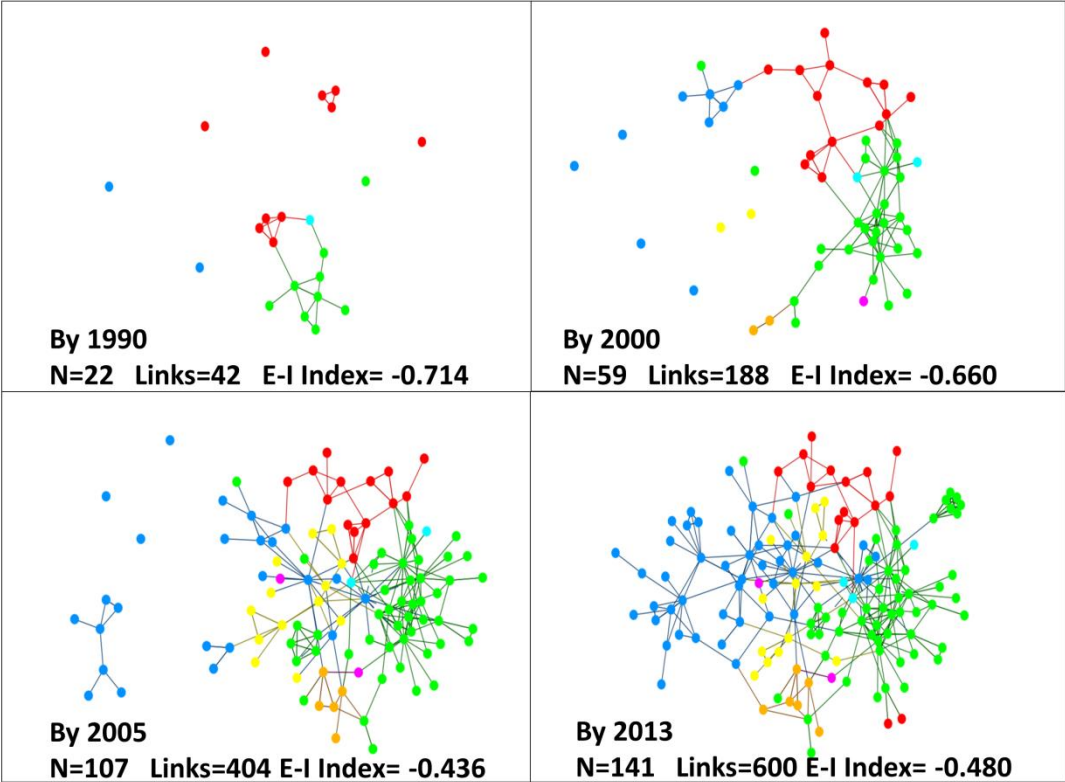 By 1990
N=22 Links=42 E-I Index= -0.714
By 2000
N=59 Links=188 E-I Index= -0.660
By 2005
N=107 Links=404 E-I Index= -0.436
By 2013
N=141 Links=600 E-I Index= -0.480